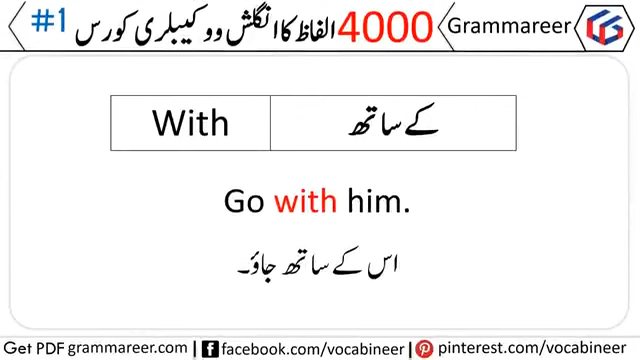 #1 4000 الفاظ کا انگلش ووکیبلری کورس Grammareer
With کے ساتھ
Go with him.
اس کے ساتھ جاؤ۔
Get PDF grammareer.com | facebook.com/vocabineer | pinterest.com/vocabineer